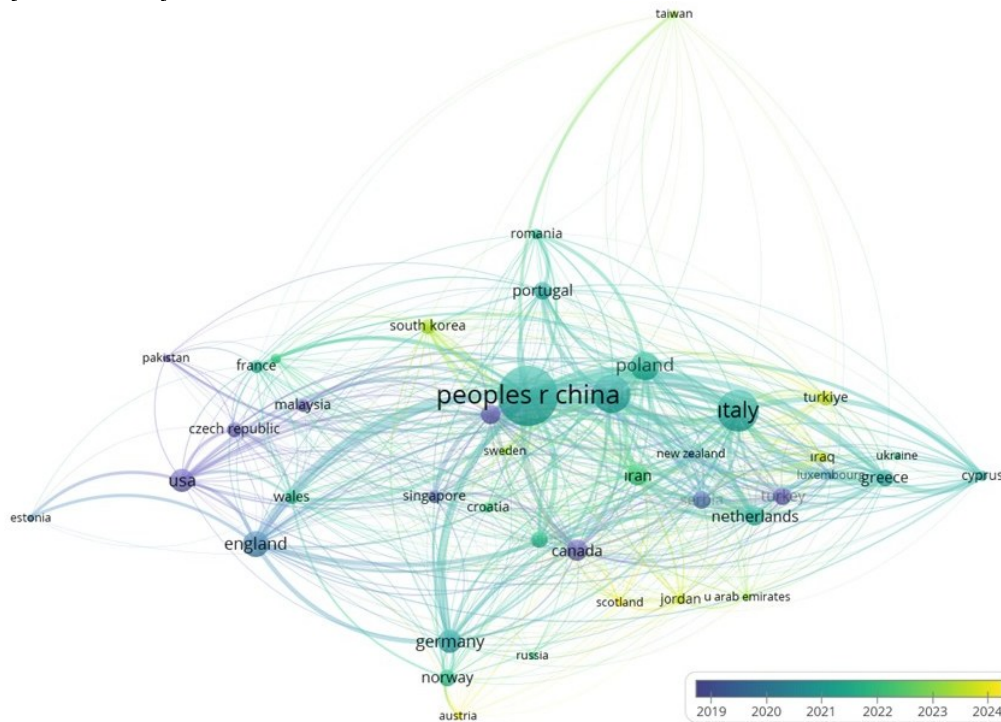 taiwan
romania
portugal
south korea
pakistan
france
poland
peoples r china
malaysia
italy
turkiye
czech republic
sweden
new zealand
iraq
ukraine
usa
iran
luxembourg
greece
cyprus
wales
singapore
croatia
serbia
turkey
estonia
netherlands
england
canada
scotland
jordan
u arab emirates
germany
russia
norway
austria
2019 2020 2021 2022 2023 2024